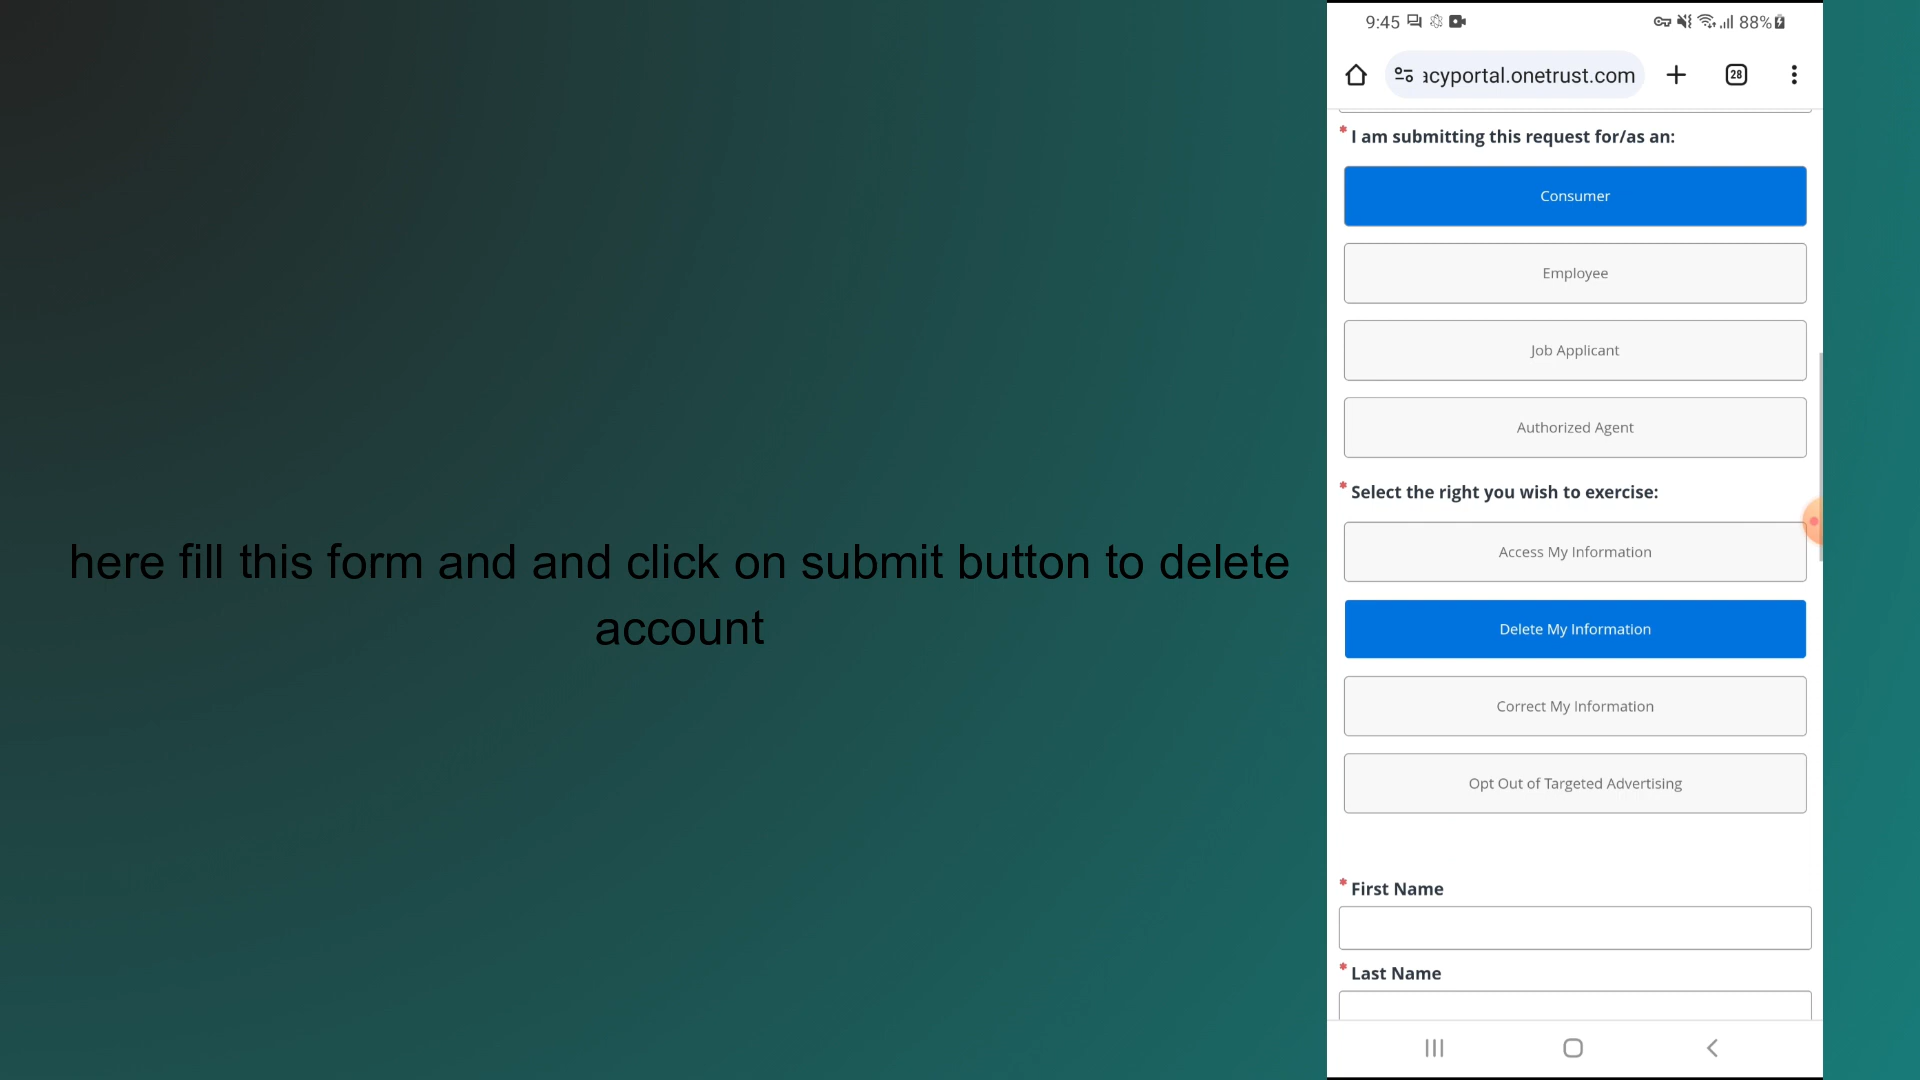 here fill this form and and click on submit button to delete
account
9:45
88%
acyportal.onetrust.com
28
* I am submitting this request for/as an:
Consumer
Employee
Job Applicant
Authorized Agent
* Select the right you wish to exercise:
Access My Information
Delete My Information
Correct My Information
Opt Out of Targeted Advertising
* First Name
* Last Name